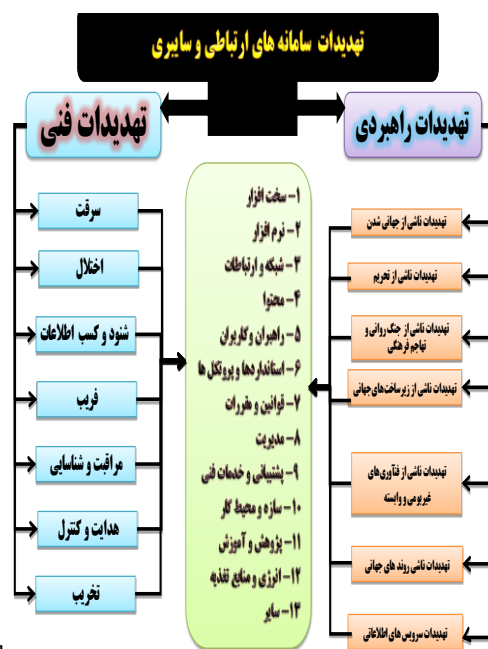 تهدیدات سامانه های ارتباطی و سایبری
تهدیدات راهبردی
تهدیدات ناشی از جهانی شدن
تهدیدات ناشی از تحریم
تهدیدات ناشی از جنگ روانی و
تهاجم فرهنگی
تهدیدات ناشی از زیرساخت‌های جهانی
تهدیدات ناشی از فنآوری‌های
غیربومی و وابسته
تهدیدات ناشی روند های جهانی
تهدیدات سرویس های اطلاعاتی
۱- سخت افزار
۲- نرم افزار
۳- شبکه و ارتباطات
۴- محتوا
۵- راهبران و کاربران
۶- استانداردها و پروتکل ها
۷- قوانین و مقررات
۸- مدیریت
۹- پشتیبانی و خدمات فنی
۱۰- سازه و محیط کار
۱۱- پژوهش و آموزش
۱۲- انرژی و منابع تغذیه
۱۳- سایر
تهدیدات فنی
سرقت
اختلال
شنود و کسب اطلاعات
فریب
مراقبت و شناسایی
هدایت و کنترل
تخریب